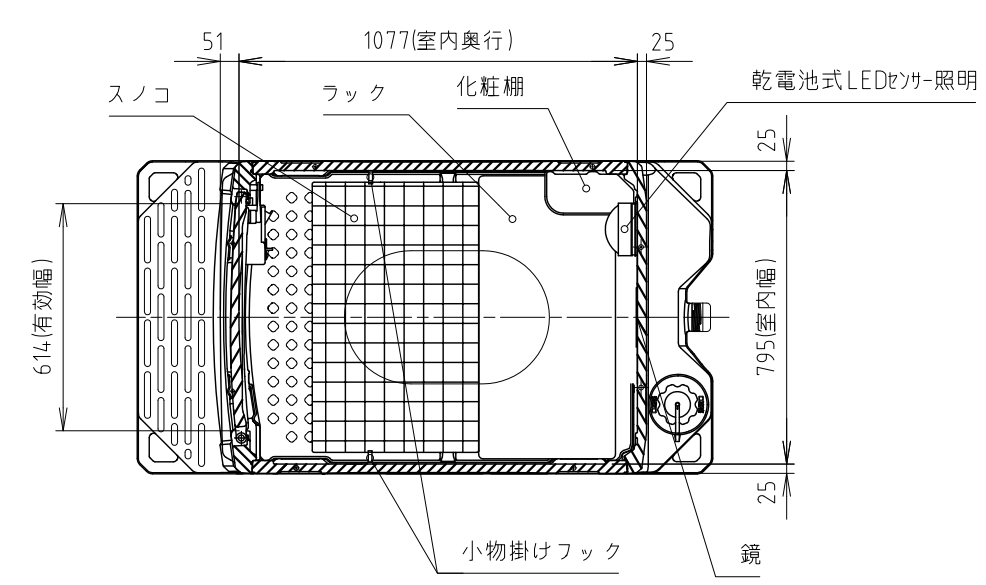 51
1077(室内奥行)
25
スノコ
ラック
化粧棚
乾電池式LEDセンサー照明
25
614(有効幅)
795(室内幅)
25
小物掛けフック
鏡